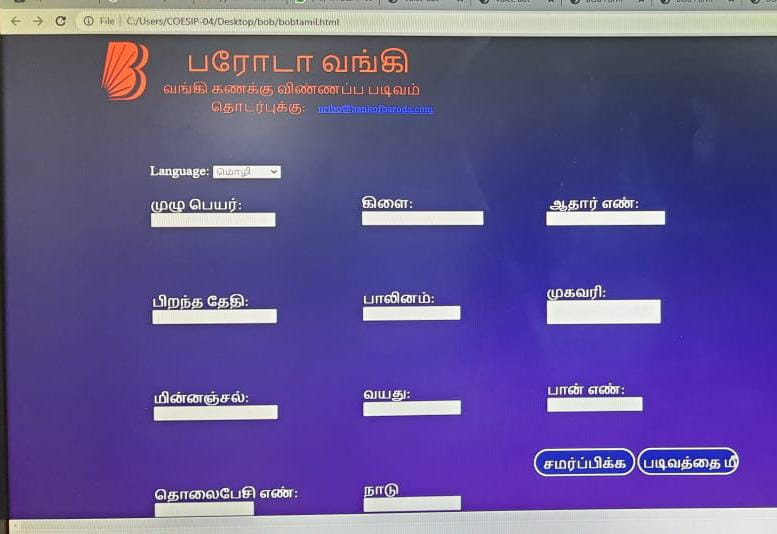 File C:/Users/COESIP-04/Desktop/bob/bobtamil.html
பரோடா வங்கி
வங்கி கணக்கு விண்ணப்ப படிவம்
தொடர்புக்கு: nribo@bankofbaroda.com
Language: மொழி
முழு பெயர்: கிளை: ஆதார் எண்:
பிறந்த தேதி: பாலினம்: முகவரி:
மின்னஞ்சல்: வயது: பான் எண்:
சமர்ப்பிக்க படிவத்தை மீ
தொலைபேசி எண்: நாடு